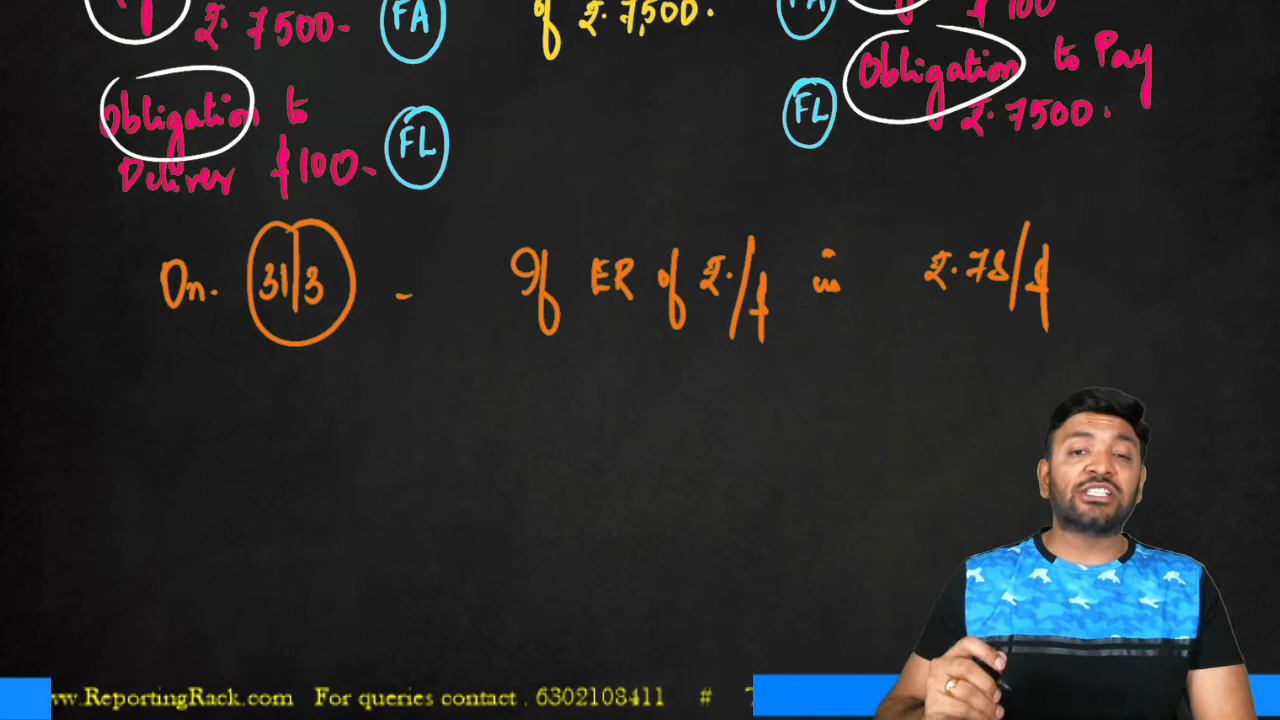 ₹. 7500-
FA
of ₹. 7,500.
FA
$100
Obligation to
Deliver $100-
FL
FL
Obligation to Pay
₹. 7500.
On. 31/3 - If ER of ₹./$ is ₹.78/$
ww.ReportingRack.com For queries contact . 6302108411 # 7